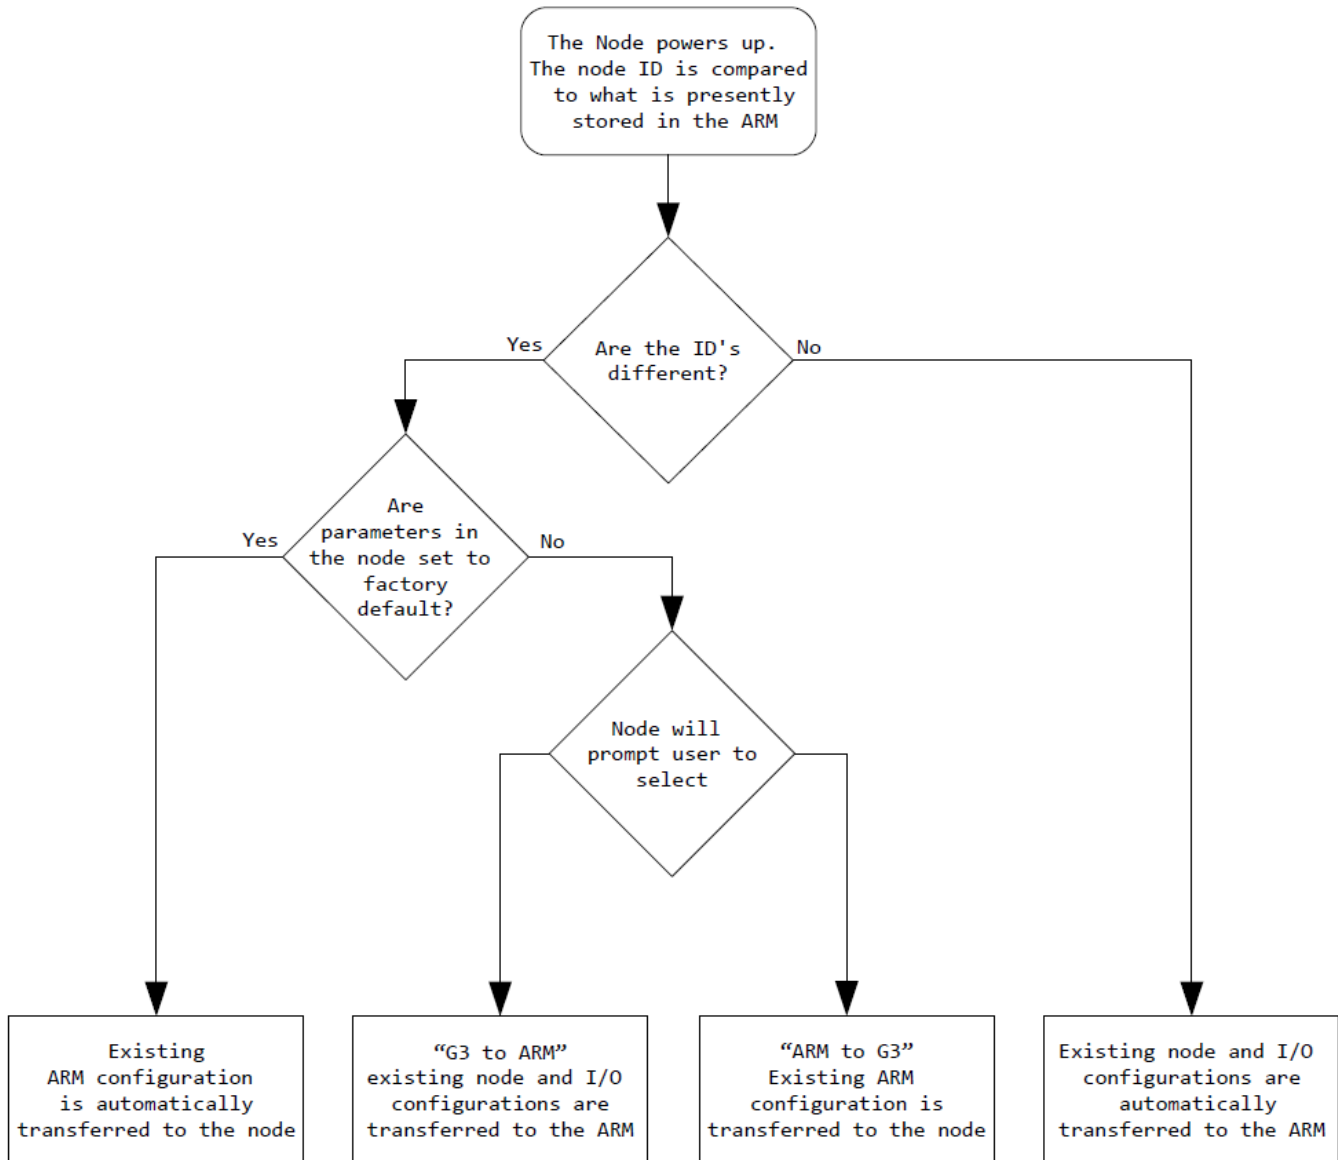 The Node powers up.
The node ID is compared
to what is presently
stored in the ARM
Yes
Are the ID's
different?
No
Yes
Are
parameters in
the node set to
factory
default?
No
Node will
prompt user to
select
Existing
ARM configuration
is automatically
transferred to the node
“G3 to ARM”
existing node and I/O
configurations are
transferred to the ARM
“ARM to G3”
Existing ARM
configuration is
transferred to the node
Existing node and I/O
configurations are
automatically
transferred to the ARM